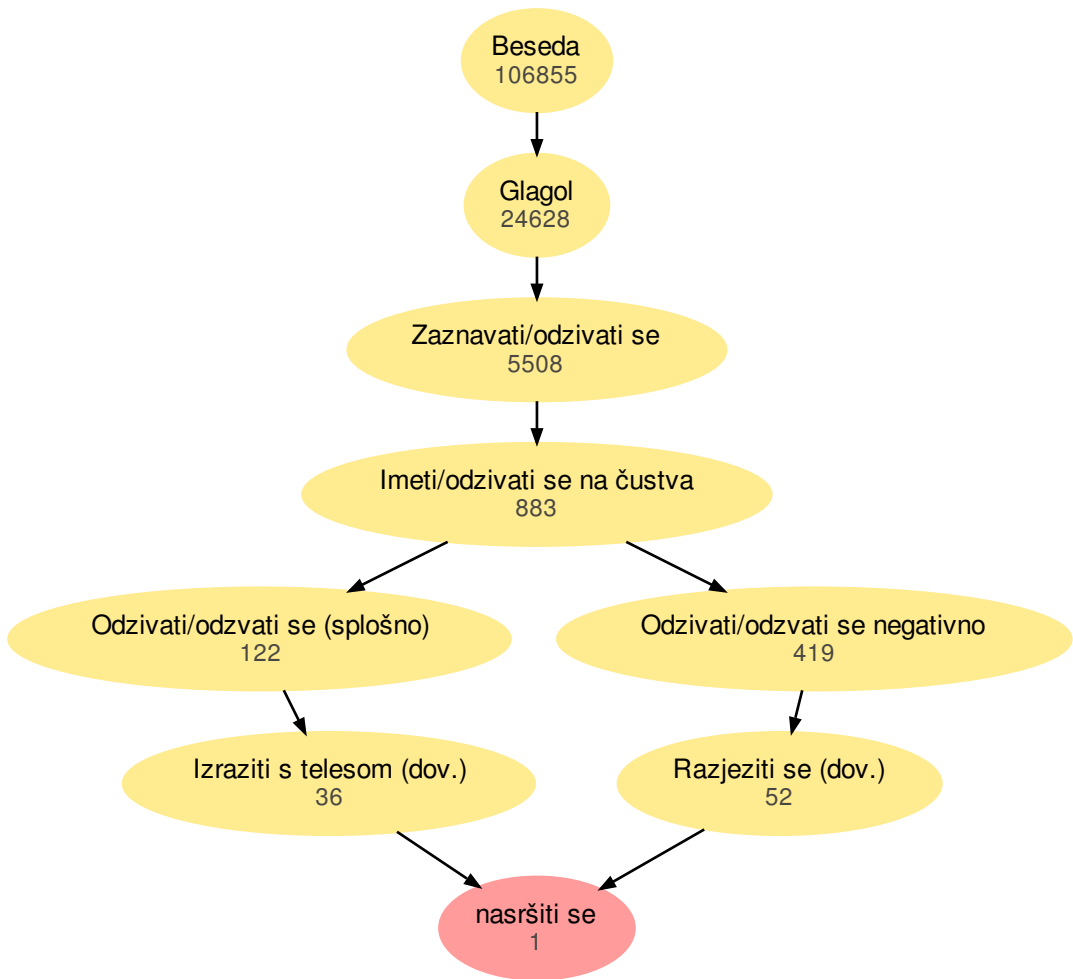 Beseda
106855
Glagol
24628
Zaznavati/odzivati se
5508
Imeti/odzivati se na čustva
883
Odzivati/odzvati se (splošno)
122
Odzivati/odzvati se negativno
419
Izraziti s telesom (dov.)
36
Razjeziti se (dov.)
52
nasršiti se
1